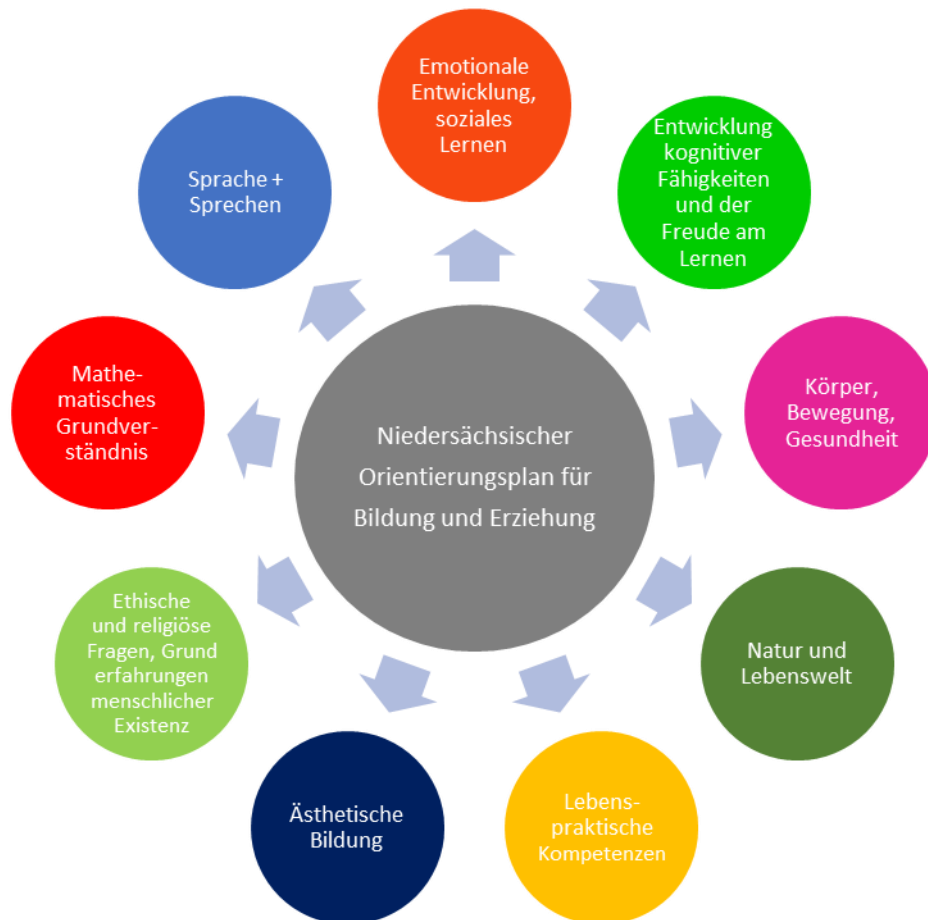 Emotionale
Entwicklung,
soziales
Lernen
Entwicklung
kognitiver
Fähigkeiten
und der
Freude am
Lernen
Körper,
Bewegung,
Gesundheit
Natur und
Lebenswelt
Lebens-
praktische
Kompetenzen
Ästhetische
Bildung
Ethische
und religiöse
Fragen, Grund
erfahrungen
menschlicher
Existenz
Mathe-
matisches
Grundver-
ständnis
Sprache +
Sprechen
Niedersächsischer
Orientierungsplan für
Bildung und Erziehung